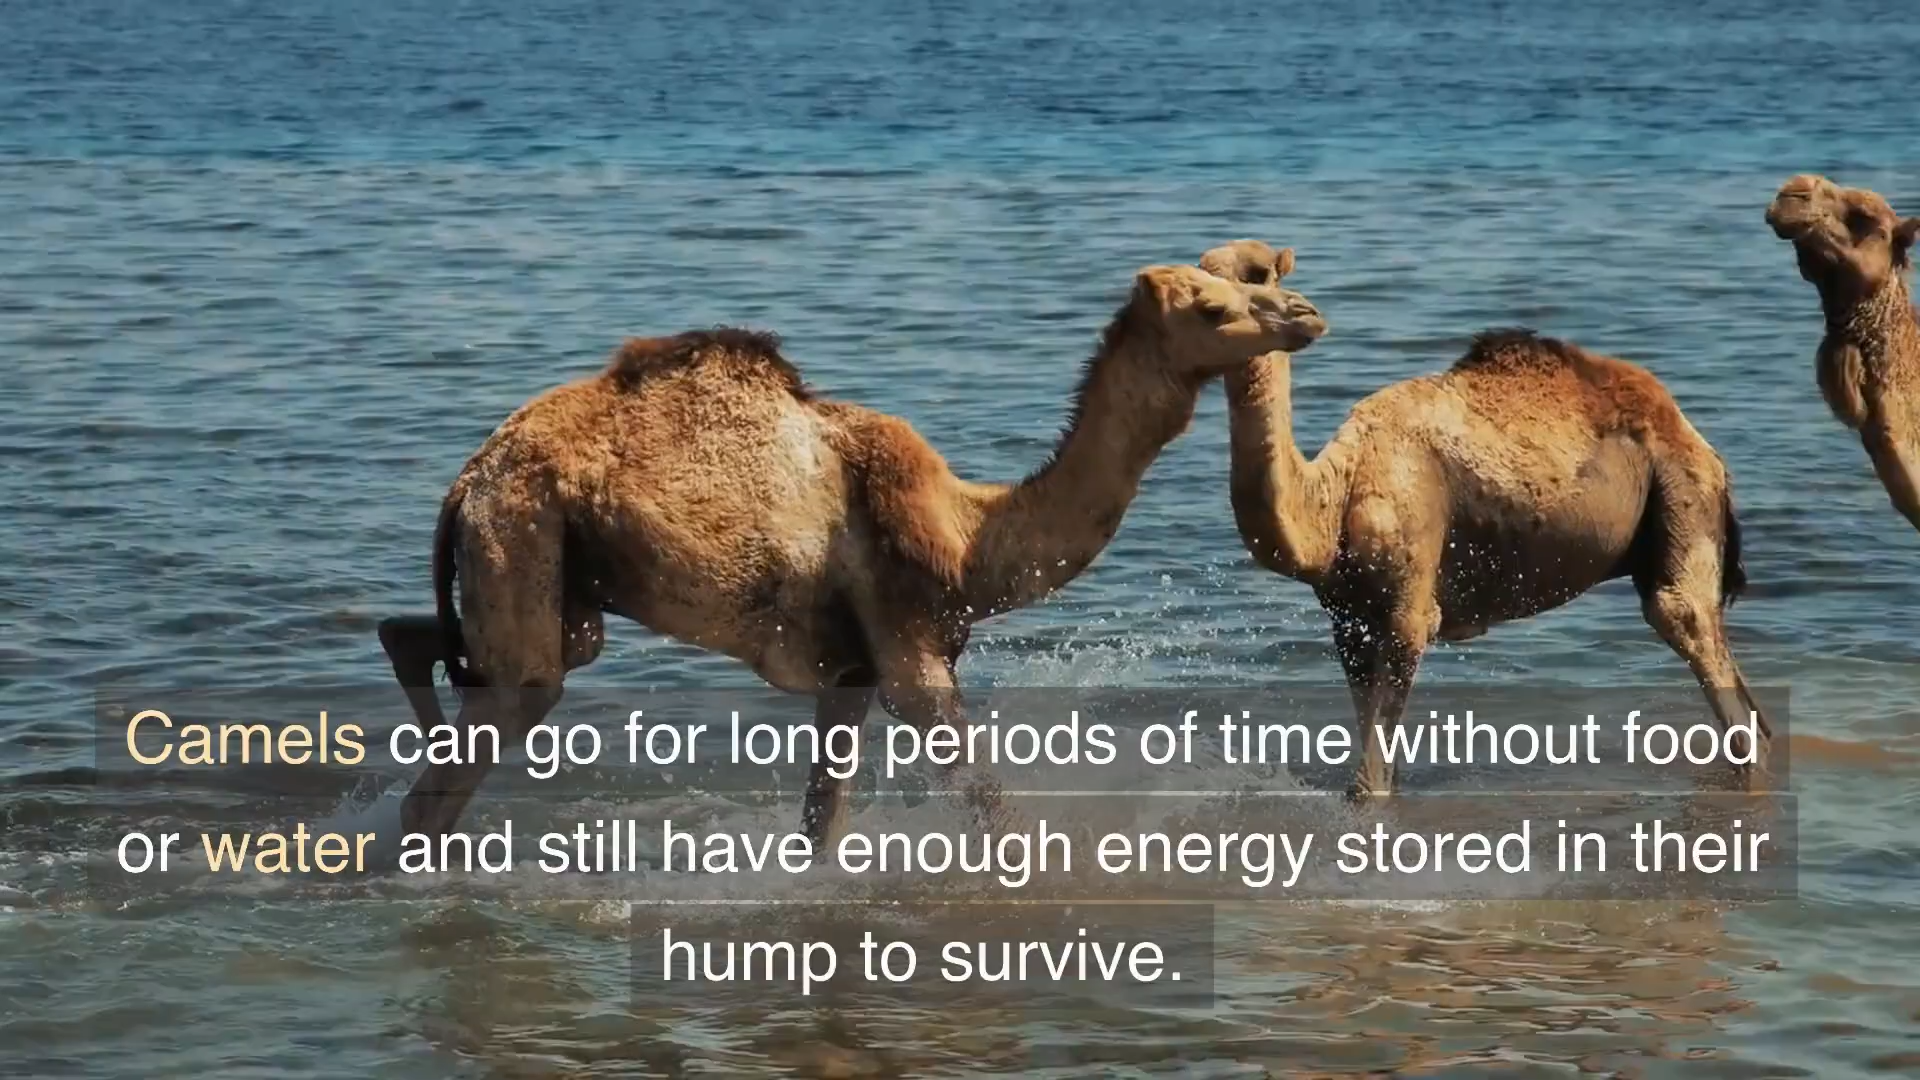 Camels can go for long periods of time without food
or water and still have enough energy stored in their
hump to survive.